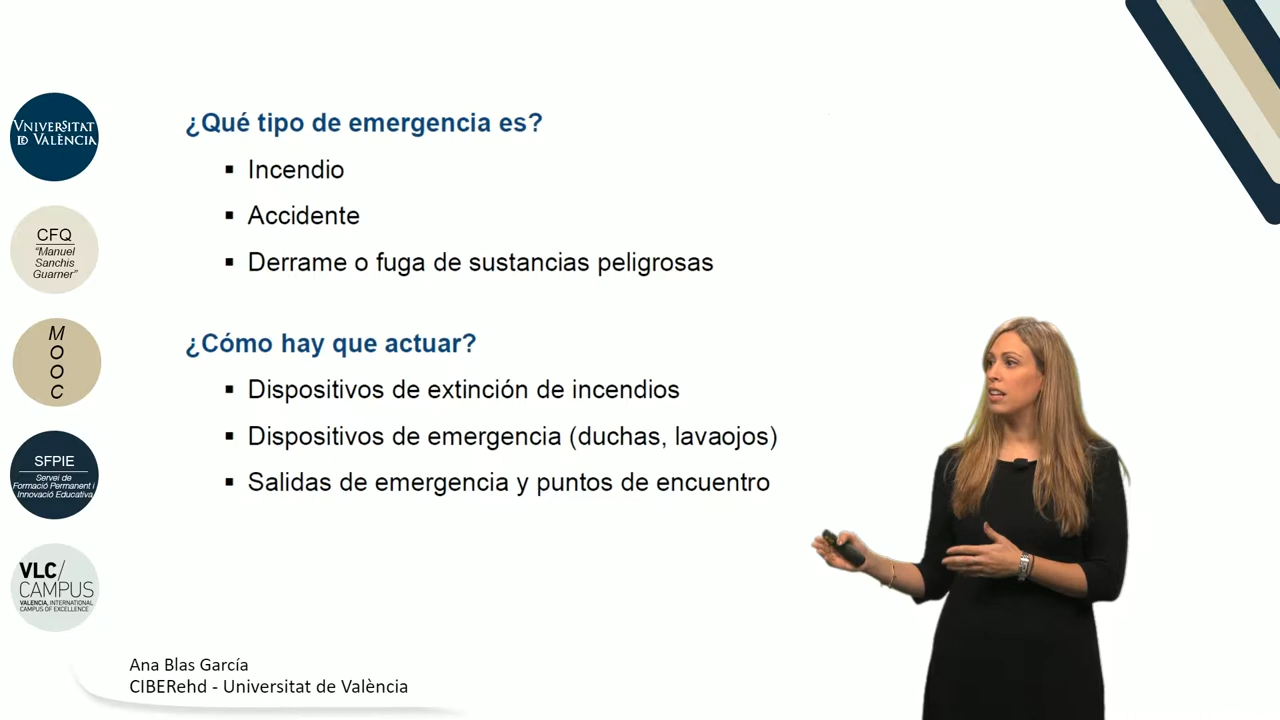 VNIVERSITAT
ID VALÈNCIA
CFQ
“Manuel
Sanchis
Guarner”
M
O
O
C
SFPIE
Servei de
Formació Permanent i
Innovació Educativa
VLC/
CAMPUS
VALENCIA, INTERNATIONAL
CAMPUS OF EXCELLENCE
¿Qué tipo de emergencia es?
▪ Incendio
▪ Accidente
▪ Derrame o fuga de sustancias peligrosas
¿Cómo hay que actuar?
▪ Dispositivos de extinción de incendios
▪ Dispositivos de emergencia (duchas, lavaojos)
▪ Salidas de emergencia y puntos de encuentro
Ana Blas García
CIBERehd - Universitat de València